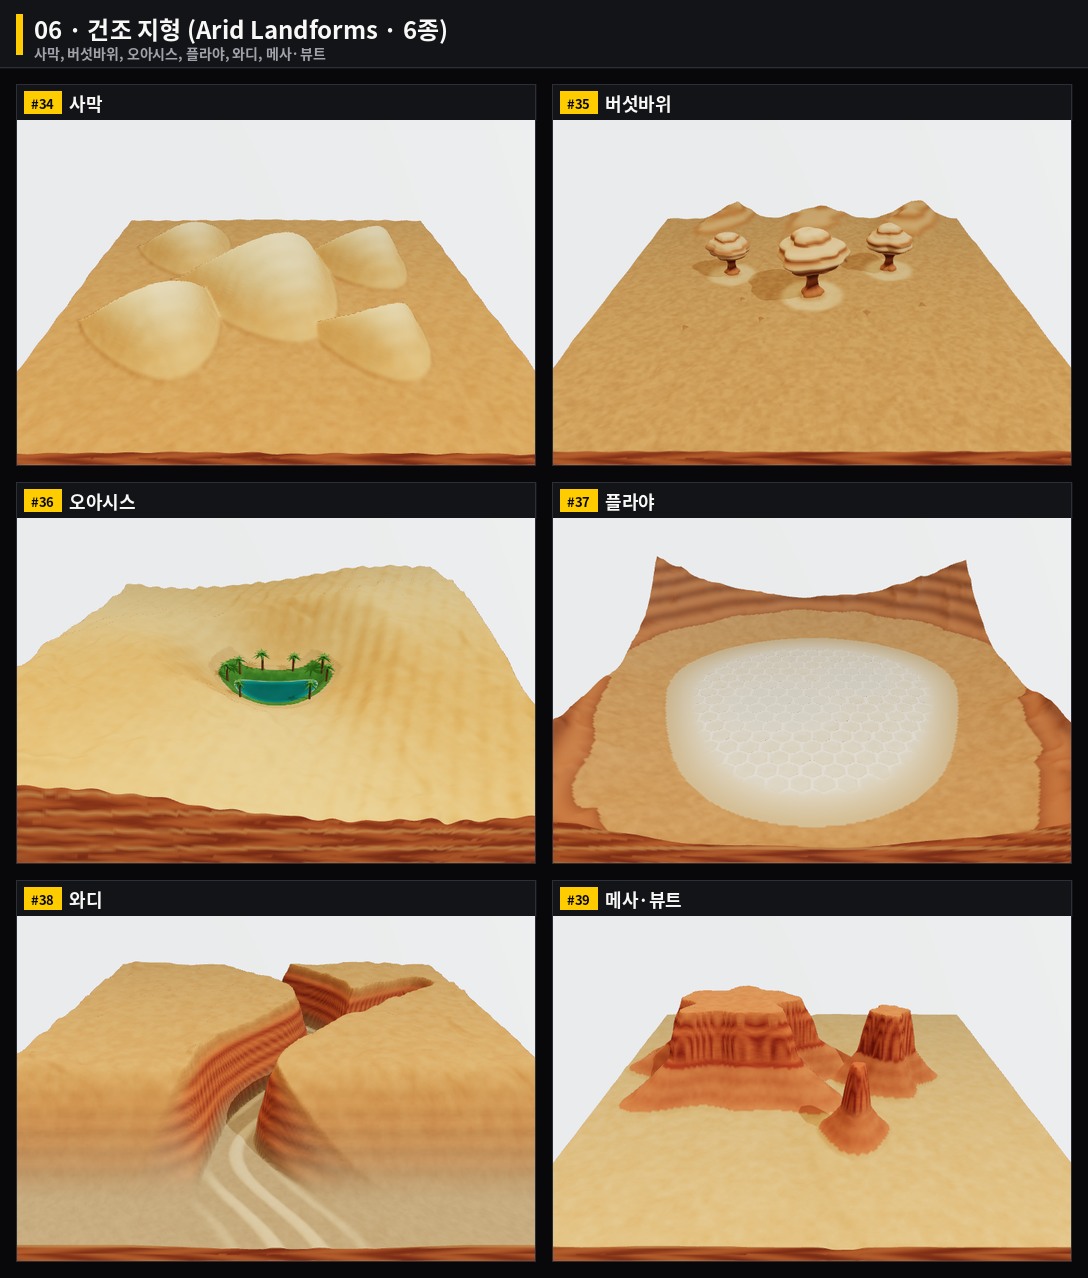 06 · 건조 지형 (Arid Landforms · 6종)
사막, 버섯바위, 오아시스, 플라야, 와디, 메사·뷰트
#34 사막
#35 버섯바위
#36 오아시스
#37 플라야
#38 와디
#39 메사·뷰트